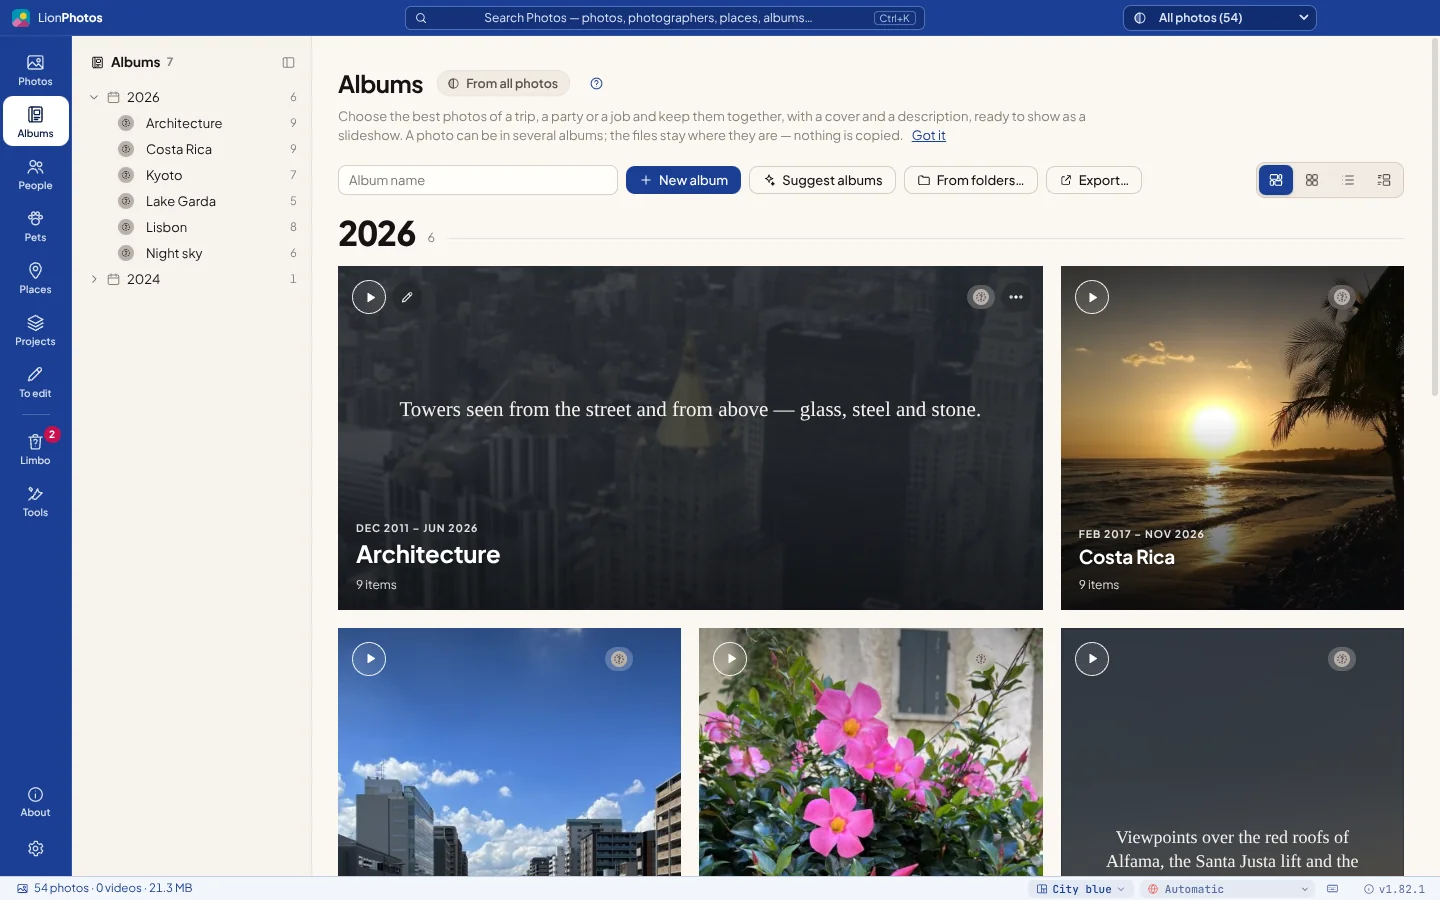 LionPhotos
Search Photos — photos, photographers, places, albums…
Ctrl+K
All photos (54)
Photos
Albums
People
Pets
Places
Projects
To edit
2
Limbo
Tools
About
Albums 7
2026 6
Architecture 9
Costa Rica 9
Kyoto 7
Lake Garda 5
Lisbon 8
Night sky 6
2024 1
Albums
From all photos
Choose the best photos of a trip, a party or a job and keep them together, with a cover and a description, ready to show as a
slideshow. A photo can be in several albums; the files stay where they are — nothing is copied. Got it
Album name
New album
Suggest albums
From folders…
Export…
2026 6
Towers seen from the street and from above — glass, steel and stone.
DEC 2011 – JUN 2026
Architecture
9 items
FEB 2017 – NOV 2026
Costa Rica
9 items
Viewpoints over the red roofs of
Alfama, the Santa Justa lift and the
54 photos · 0 videos · 21.3 MB
City blue
Automatic
v1.82.1